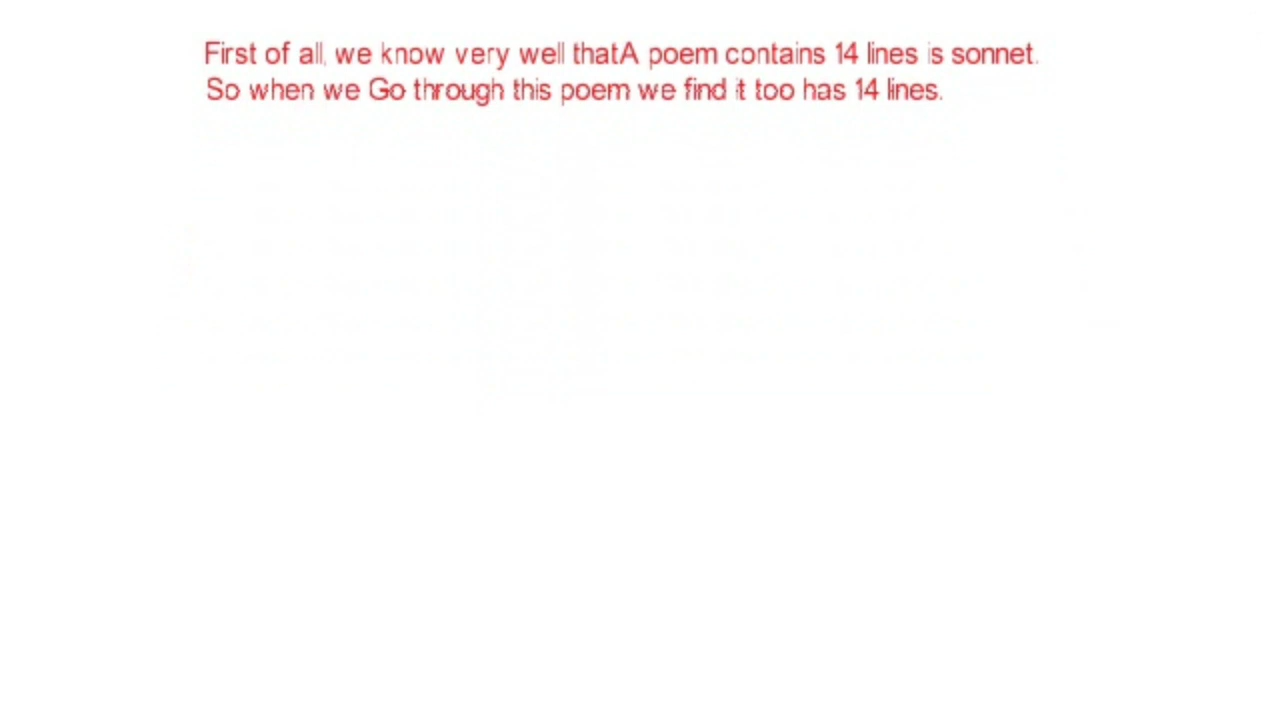 First of all, we know very well thatA poem contains 14 lines is sonnet.
So when we Go through this poem we find it too has 14 lines.